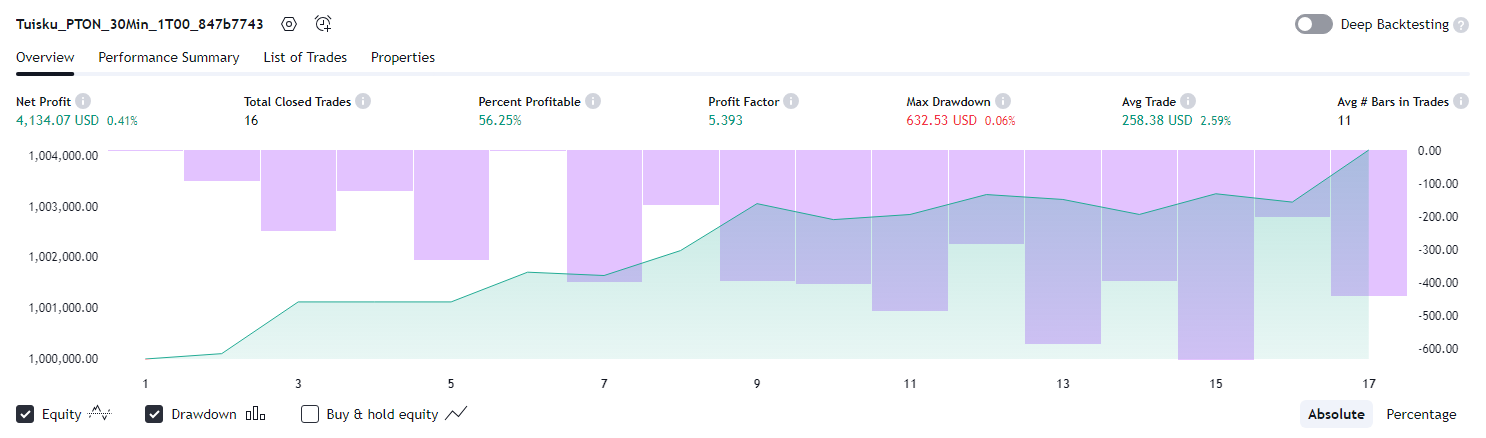 Tuisku_PTON_30Min_1T00_847b7743 Deep Backtesting ?
Overview Performance Summary List of Trades Properties
Net Profit Total Closed Trades Percent Profitable Profit Factor Max Drawdown Avg Trade Avg # Bars in Trades
4,134.07 USD 0.41% 16 56.25% 5.393 632.53 USD 0.06% 258.38 USD 2.59% 11
1,004,000.00 0.00
-100.00
1,003,000.00 -200.00
1,002,000.00 -300.00
-400.00
1,001,000.00 -500.00
1,000,000.00 -600.00
1 3 5 7 9 11 13 15 17
Equity Drawdown Buy & hold equity Absolute Percentage